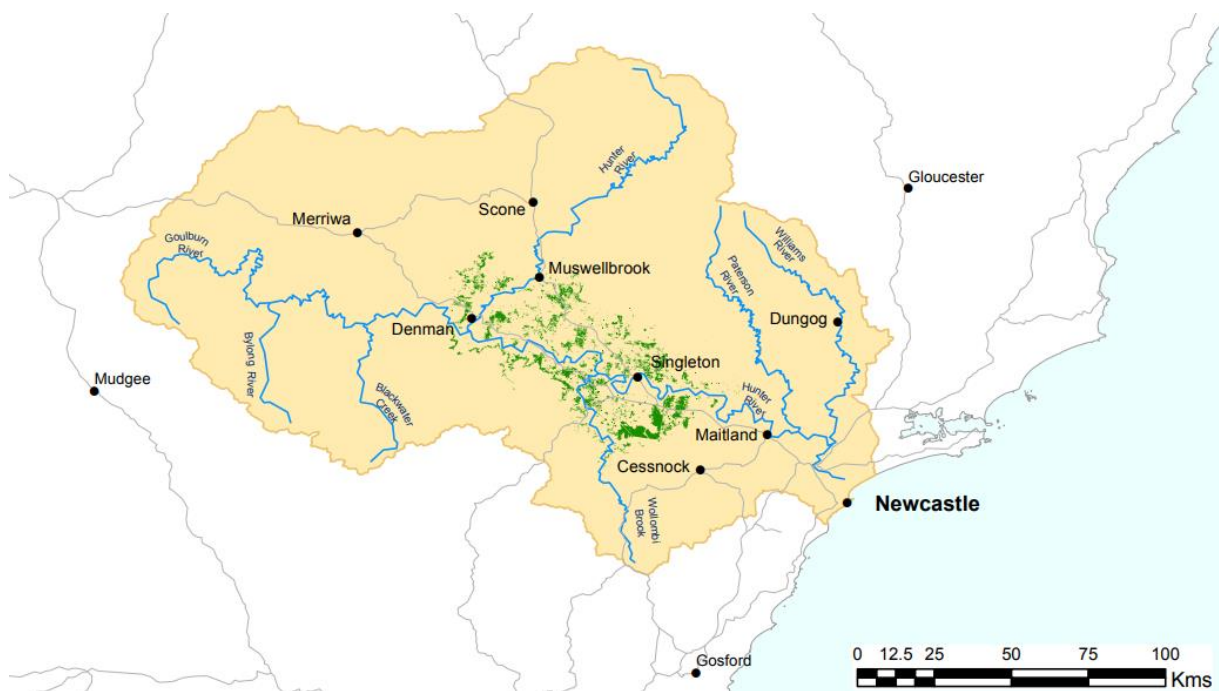 Hunter
River
Gloucester
Scone
Merriwa
Goulburn
River
Williams
River
Paterson
River
Muswellbrook
Denman
Dungog
Bylong River
Singleton
Blackwater
Creek
Mudgee
Hunter
River
Maitland
Cessnock
Wollombi
Brook
Newcastle
Gosford
0 12.5 25 50 75 100
Kms